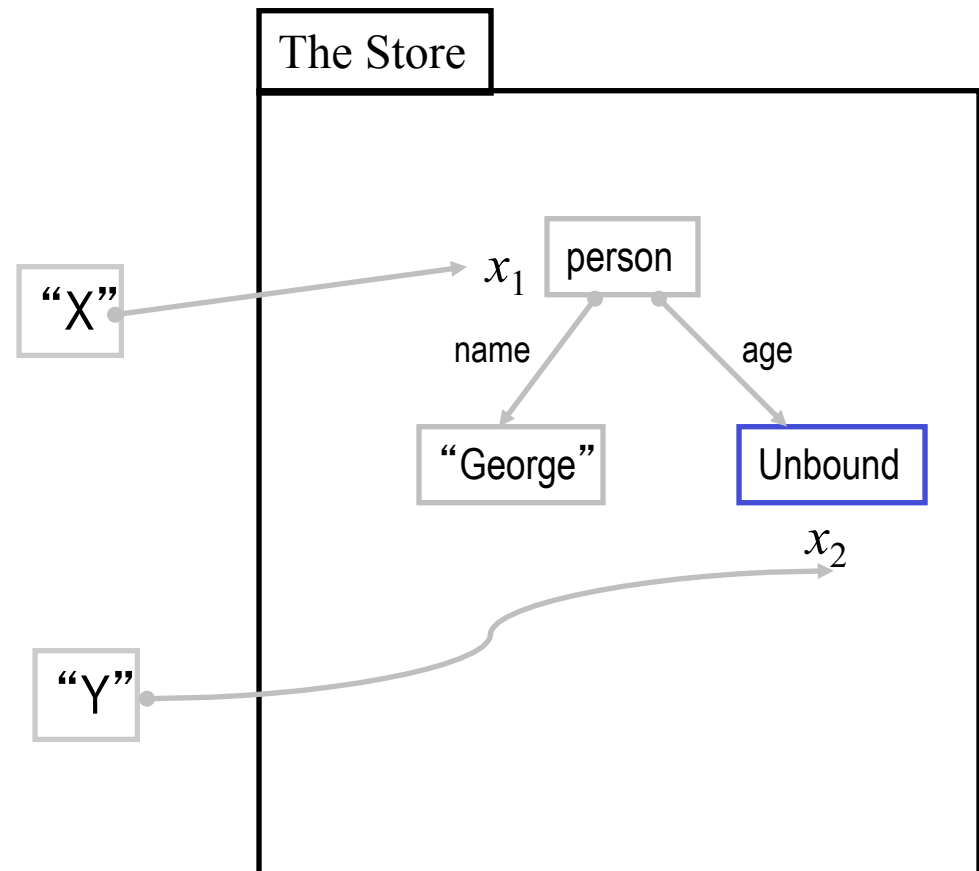 The Store
“X”
x₁
person
name
age
“George”
Unbound
x₂
“Y”